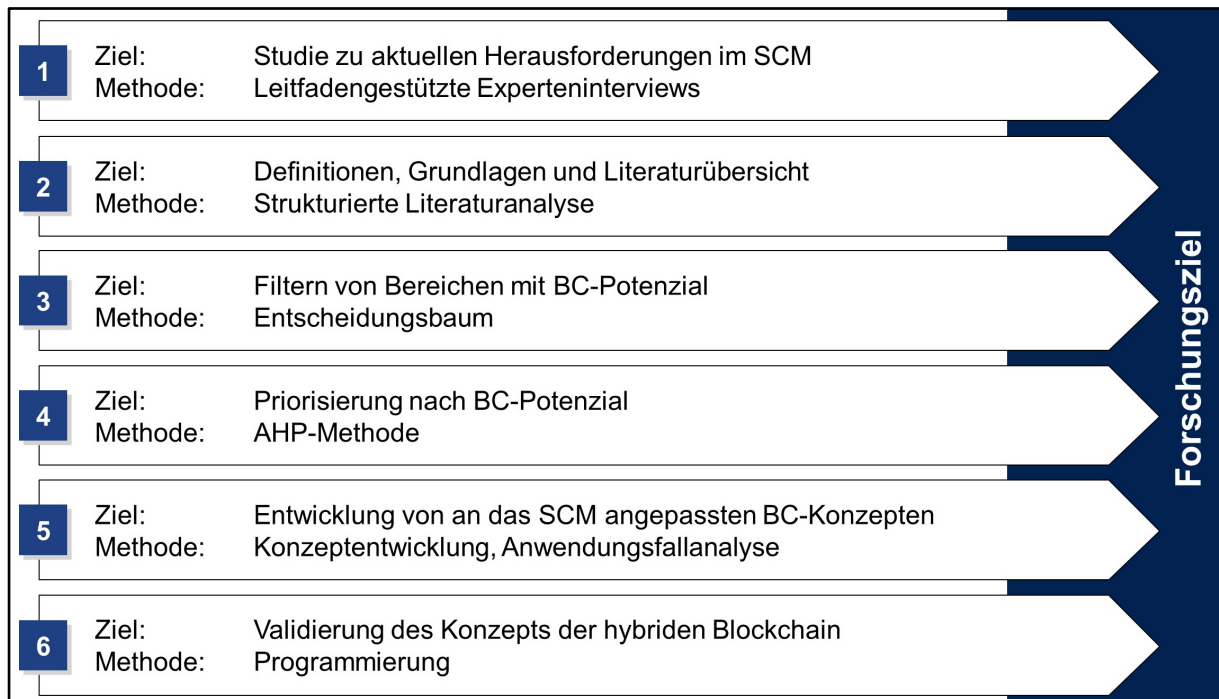 1
Ziel: Studie zu aktuellen Herausforderungen im SCM
Methode: Leitfadengestützte Experteninterviews
2
Ziel: Definitionen, Grundlagen und Literaturübersicht
Methode: Strukturierte Literaturanalyse
3
Ziel: Filtern von Bereichen mit BC-Potenzial
Methode: Entscheidungsbaum
4
Ziel: Priorisierung nach BC-Potenzial
Methode: AHP-Methode
5
Ziel: Entwicklung von an das SCM angepassten BC-Konzepten
Methode: Konzeptentwicklung, Anwendungsfallanalyse
6
Ziel: Validierung des Konzepts der hybriden Blockchain
Methode: Programmierung
Forschungsziel